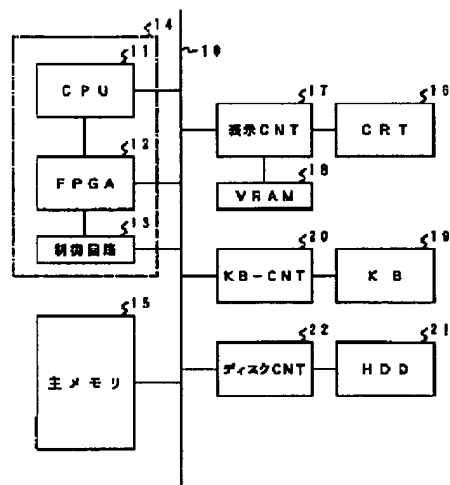 14
11
10
CPU
17
16
表示CNT
CRT
12
18
FPGA
VRAM
13
制御回路
20
19
KB-CNT
KB
15
主メモリ
22
21
ディスクCNT
HDD